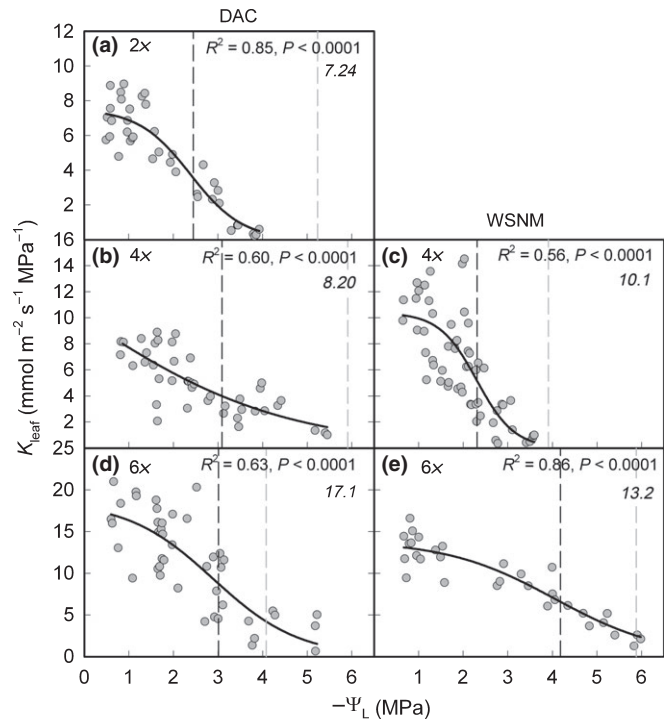 DAC
(a) 2x
R² = 0.85, P < 0.0001
7.24
12
10
8
6
4
2
WSNM
16
(b) 4x
R² = 0.60, P < 0.0001
8.20
(c) 4x
R² = 0.56, P < 0.0001
10.1
14
12
10
8
6
4
2
K_leaf (mmol m⁻² s⁻¹ MPa⁻¹)
25
(d) 6x
R² = 0.63, P < 0.0001
17.1
(e) 6x
R² = 0.86, P < 0.0001
13.2
20
15
10
5
0
0 1 2 3 4 5 6 1 2 3 4 5 6
−Ψ_L (MPa)